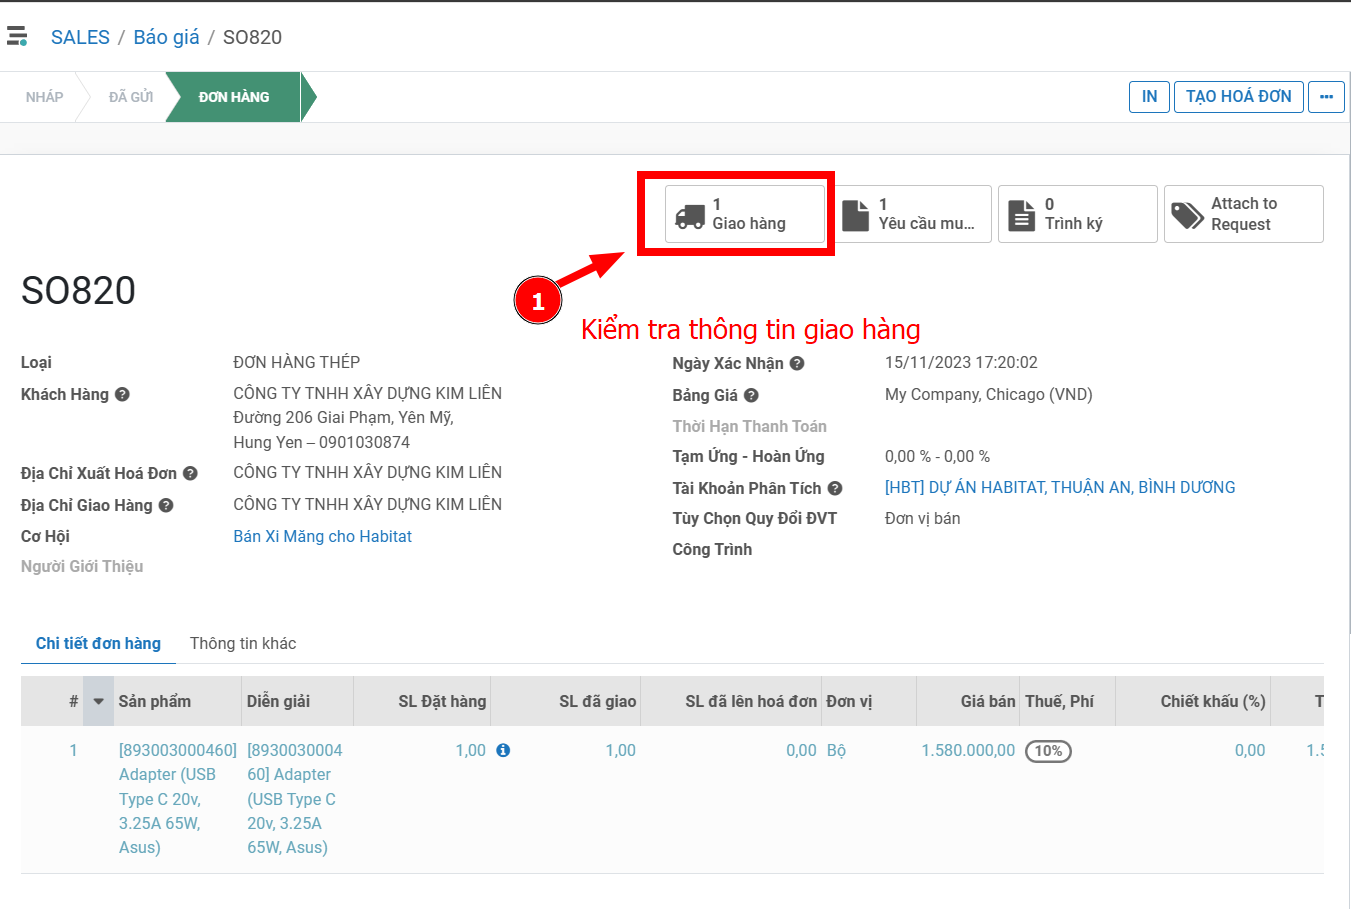 SALES / Báo giá / SO820
NHÁP
ĐÃ GỬI
ĐƠN HÀNG
IN
TẠO HOÁ ĐƠN
1
Giao hàng
1
Yêu cầu mu...
0
Trình ký
Attach to
Request
SO820
1
Kiểm tra thông tin giao hàng
Loại ĐƠN HÀNG THÉP
Khách Hàng CÔNG TY TNHH XÂY DỰNG KIM LIÊN
Đường 206 Giai Phạm, Yên Mỹ,
Hung Yen – 0901030874
Địa Chỉ Xuất Hoá Đơn CÔNG TY TNHH XÂY DỰNG KIM LIÊN
Địa Chỉ Giao Hàng CÔNG TY TNHH XÂY DỰNG KIM LIÊN
Cơ Hội Bán Xi Măng cho Habitat
Người Giới Thiệu
Ngày Xác Nhận 15/11/2023 17:20:02
Bảng Giá My Company, Chicago (VND)
Thời Hạn Thanh Toán
Tạm Ứng - Hoàn Ứng 0,00 % - 0,00 %
Tài Khoản Phân Tích [HBT] DỰ ÁN HABITAT, THUẬN AN, BÌNH DƯƠNG
Tùy Chọn Quy Đổi ĐVT Đơn vị bán
Công Trình
Chi tiết đơn hàng Thông tin khác
# Sản phẩm Diễn giải SL Đặt hàng SL đã giao SL đã lên hoá đơn Đơn vị Giá bán Thuế, Phí Chiết khấu (%) T
1 [893003000460] [8930030004 1,00 1,00 0,00 Bộ 1.580.000,00 10% 0,00 1.5
Adapter (USB 60] Adapter
Type C 20v, (USB Type C
3.25A 65W, 20v, 3.25A
Asus) 65W, Asus)